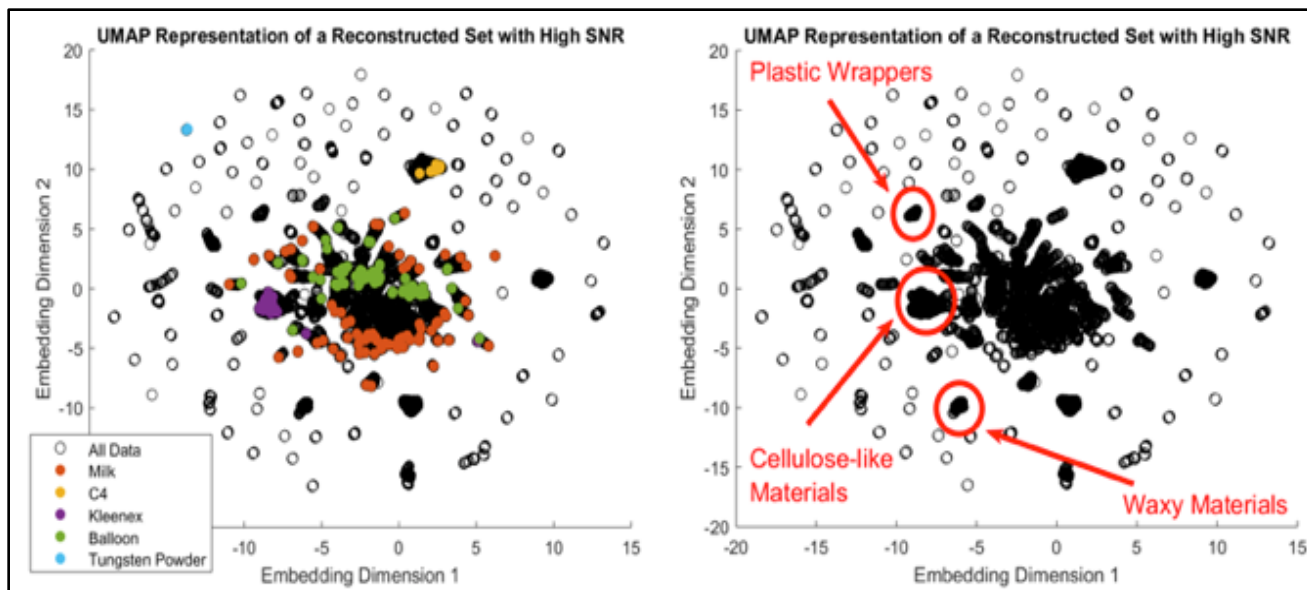 UMAP Representation of a Reconstructed Set with High SNR
20
15
10
5
0
-5
-10
Embedding Dimension 2
All Data
Milk
C4
Kleenex
Balloon
Tungsten Powder
-10
-5
0
5
10
15
Embedding Dimension 1
UMAP Representation of a Reconstructed Set with High SNR
20
15
10
5
0
-5
-10
-15
-20
Embedding Dimension 2
Plastic Wrappers
Cellulose-like
Materials
Waxy Materials
-20
-15
-10
-5
0
5
10
15
Embedding Dimension 1